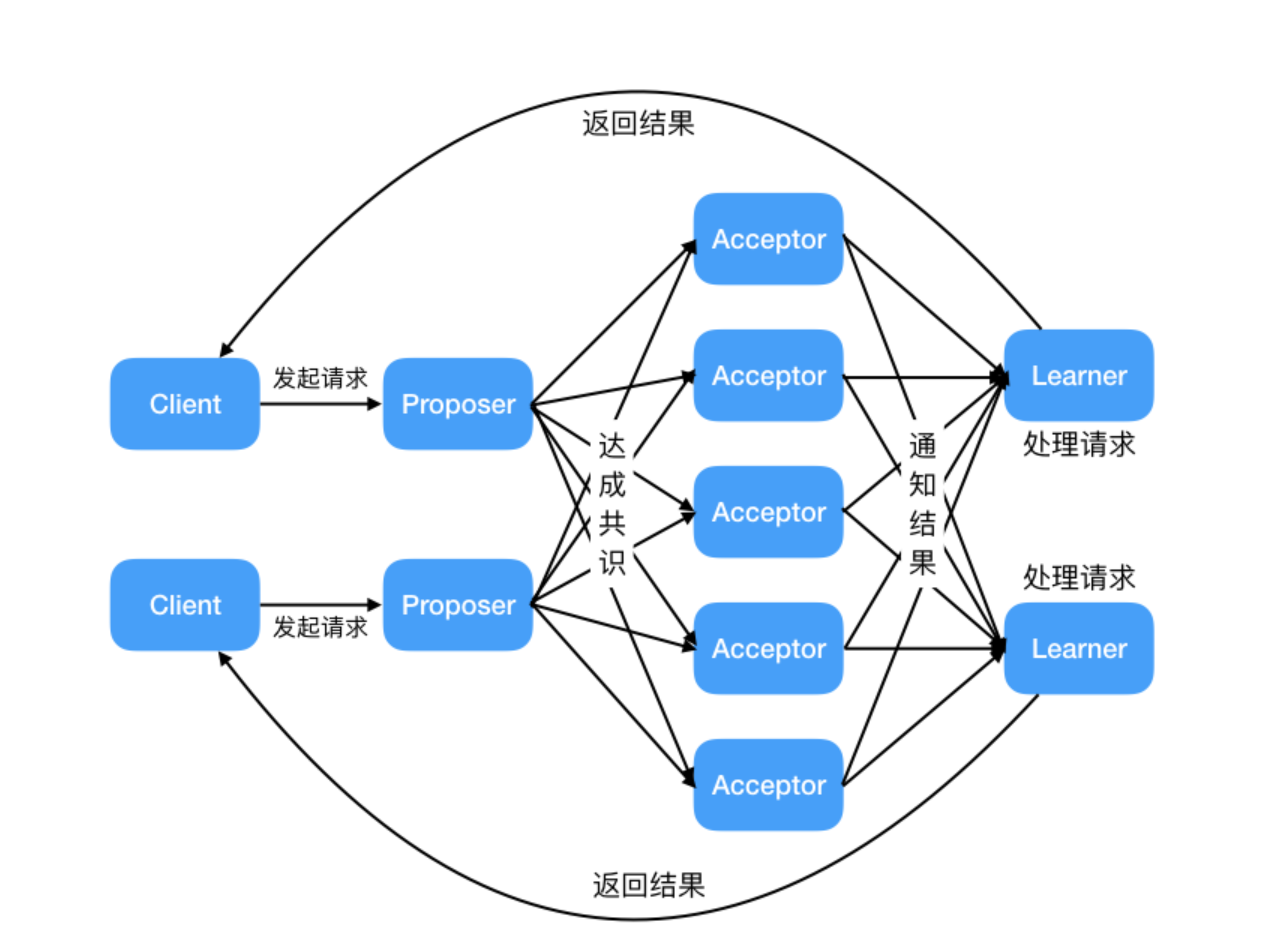 返回结果
Acceptor
Acceptor
Learner
Client
发起请求
Proposer
达
成
共
识
通
知
结
果
处理请求
Acceptor
处理请求
Client
发起请求
Proposer
Acceptor
Learner
Acceptor
返回结果